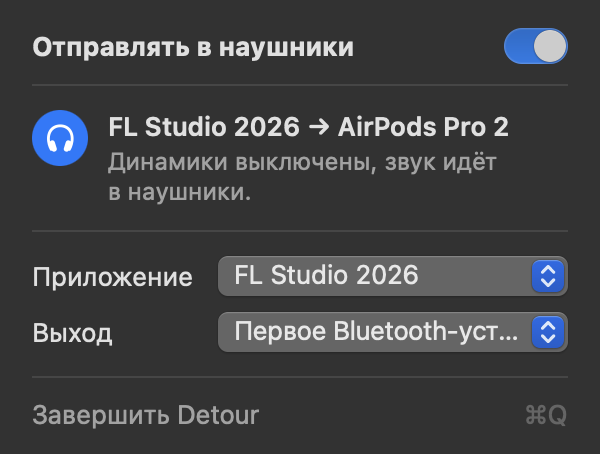 Отправлять в наушники
FL Studio 2026 → AirPods Pro 2
Динамики выключены, звук идёт
в наушники.
Приложение FL Studio 2026
Выход Первое Bluetooth-уст...
Завершить Detour ⌘Q